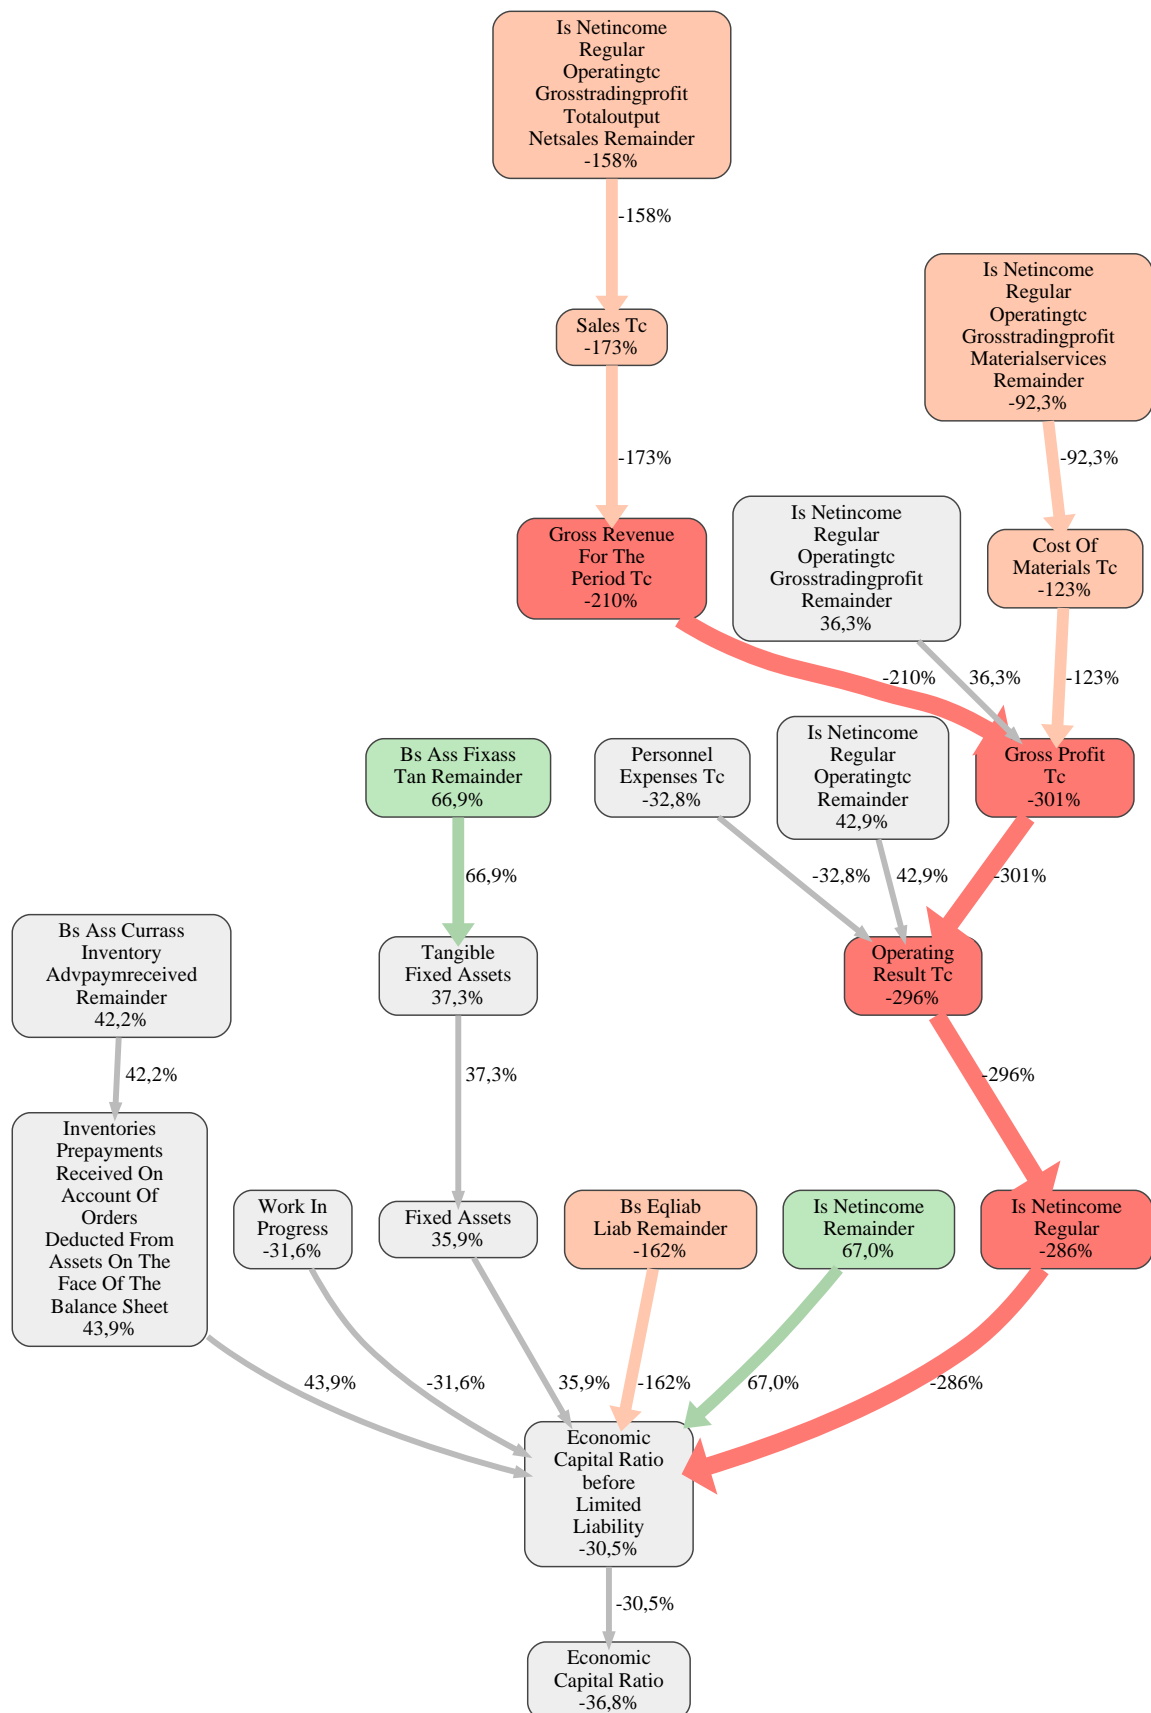 Is Netincome
Regular
Operatingtc
Grosstradingprofit
Totaloutput
Netsales Remainder
-158%
-158%
Is Netincome
Regular
Operatingtc
Grosstradingprofit
Materialservices
Remainder
-92,3%
Sales Tc
-173%
-173%
-92,3%
Is Netincome
Regular
Operatingtc
Grosstradingprofit
Remainder
36,3%
Gross Revenue
For The
Period Tc
-210%
Cost Of
Materials Tc
-123%
-210%
36,3%
-123%
Bs Ass Fixass
Tan Remainder
66,9%
Personnel
Expenses Tc
-32,8%
Is Netincome
Regular
Operatingtc
Remainder
42,9%
Gross Profit
Tc
-301%
66,9%
-32,8%
42,9%
-301%
Bs Ass Currass
Inventory
Advpaymreceived
Remainder
42,2%
Tangible
Fixed Assets
37,3%
Operating
Result Tc
-296%
42,2%
37,3%
-296%
Inventories
Prepayments
Received On
Account Of
Orders
Deducted From
Assets On The
Face Of The
Balance Sheet
43,9%
Work In
Progress
-31,6%
Fixed Assets
35,9%
Bs Eqliab
Liab Remainder
-162%
Is Netincome
Remainder
67,0%
Is Netincome
Regular
-286%
43,9%
-31,6%
35,9%
-162%
67,0%
-286%
Economic
Capital Ratio
before
Limited
Liability
-30,5%
-30,5%
Economic
Capital Ratio
-36,8%